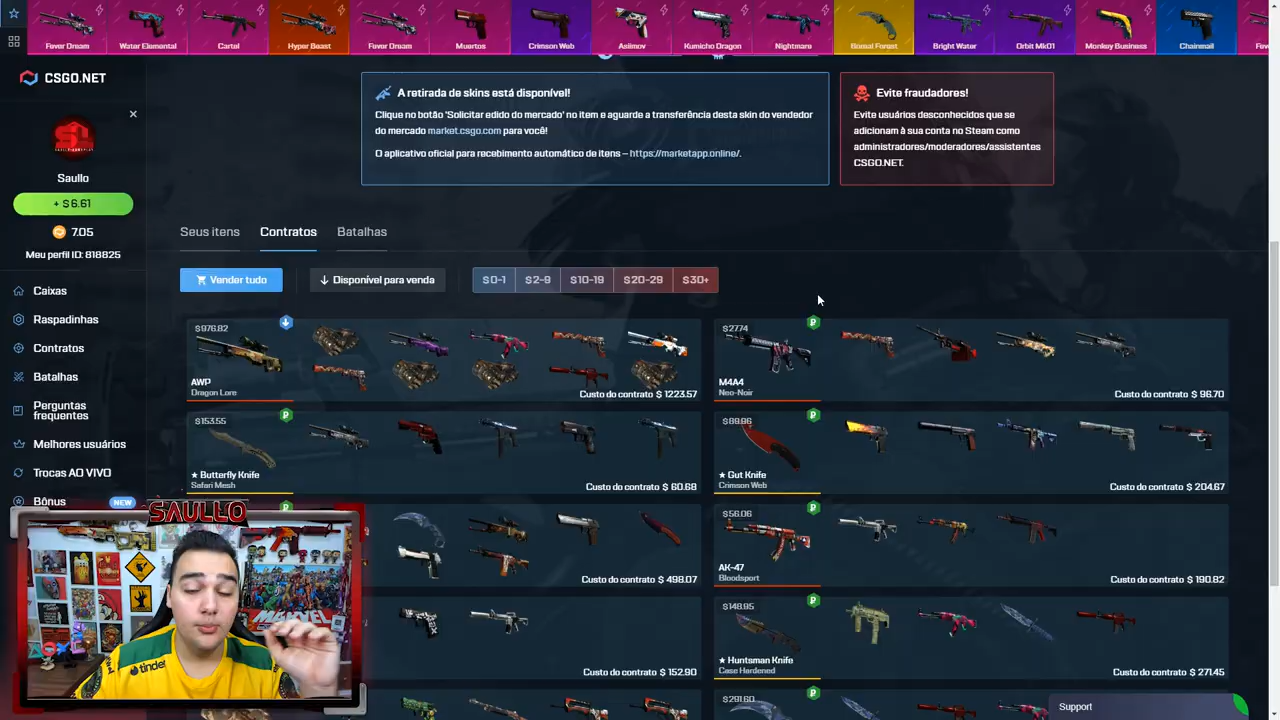 Fever Dream
Water Elemental
Cartel
Hyper Beast
Fever Dream
Muertos
Crimson Web
Asiimov
Kumicho Dragon
Nightmare
Boreal Forest
Bright Water
Orbit Mk01
Monkey Business
Chainmail
CSGO.NET
Saullo
+ $ 6.61
7.05
Meu perfil ID: 818825
Caixas
Raspadinhas
Contratos
Batalhas
Perguntas
frequentes
Melhores usuários
Trocas AO VIVO
Bônus
NEW
A retirada de skins está disponível!
Clique no botão 'Solicitar edido do mercado' no item e aguarde a transferência desta skin do vendedor
do mercado market.csgo.com para você!
O aplicativo oficial para recebimento automático de itens – https://marketapp.online/.
Evite fraudadores!
Evite usuários desconhecidos que se
adicionam à sua conta no Steam como
administradores/moderadores/assistentes
CSGO.NET.
Seus itens
Contratos
Batalhas
Vender tudo
Disponível para venda
$0-1
$2-9
$10-19
$20-29
$30+
$976.82
AWP
Dragon Lore
Custo do contrato $ 1223.57
$27.74
M4A4
Neo-Noir
Custo do contrato $ 96.70
$153.55
★ Butterfly Knife
Safari Mesh
Custo do contrato $ 60.68
$89.96
★ Gut Knife
Crimson Web
Custo do contrato $ 204.67
Custo do contrato $ 498.07
$56.06
AK-47
Bloodsport
Custo do contrato $ 190.82
Custo do contrato $ 152.90
$148.95
★ Huntsman Knife
Case Hardened
Custo do contrato $ 271.45
$291.60
Support
SAULLO
MARVEL
tinder